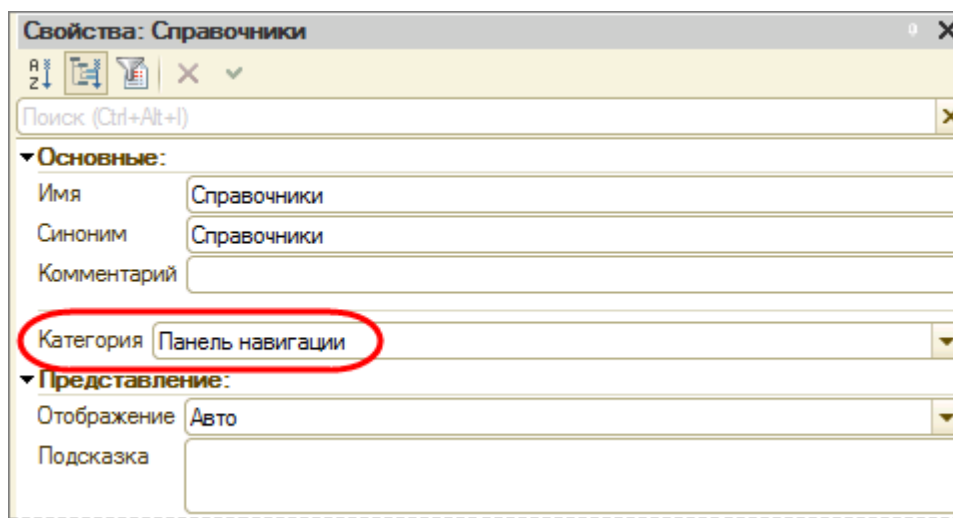 Свойства: Справочники
Поиск (Ctrl+Alt+I)
Основные:
Имя Справочники
Синоним Справочники
Комментарий
Категория Панель навигации
Представление:
Отображение Авто
Подсказка